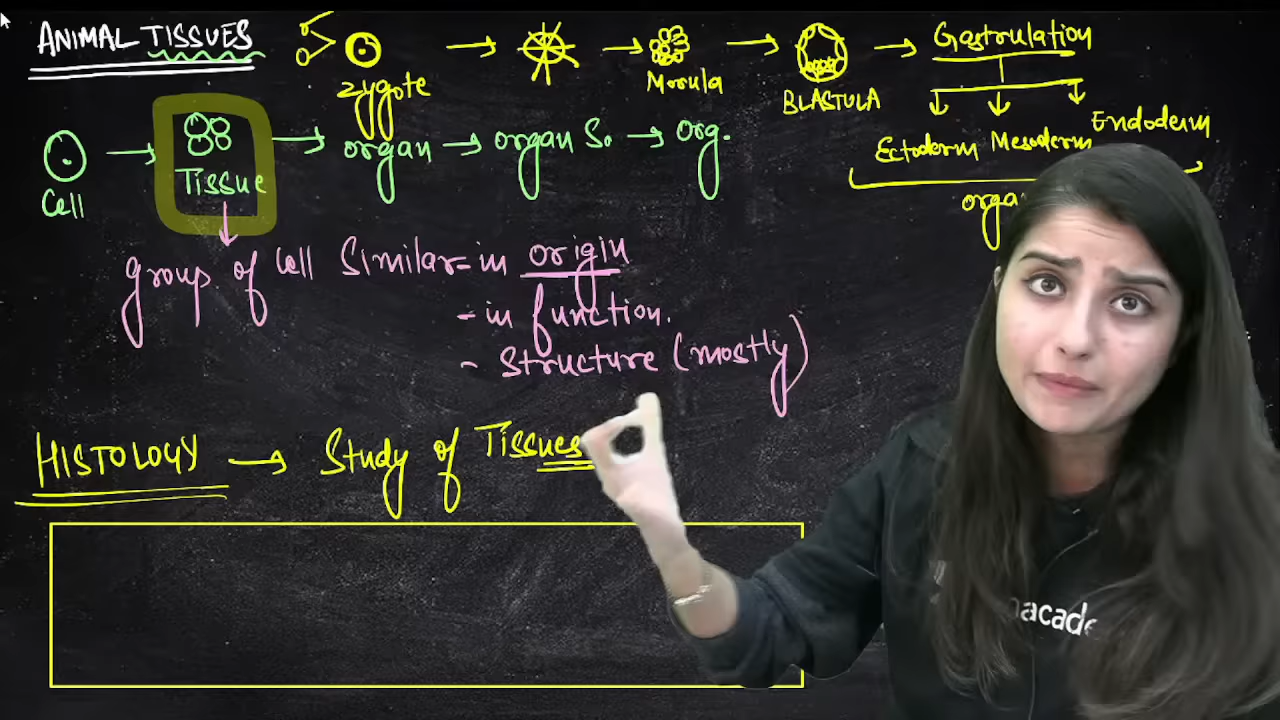 ANIMAL TISSUES
Zygote
Morula
BLASTULA
Gastrulation
Ectoderm Mesoderm Endoderm
Cell
Tissue
organ
organ S.
Org.
group of Cell Similar - in origin
- in function.
- Structure (mostly)
HISTOLOGY → Study of Tissues